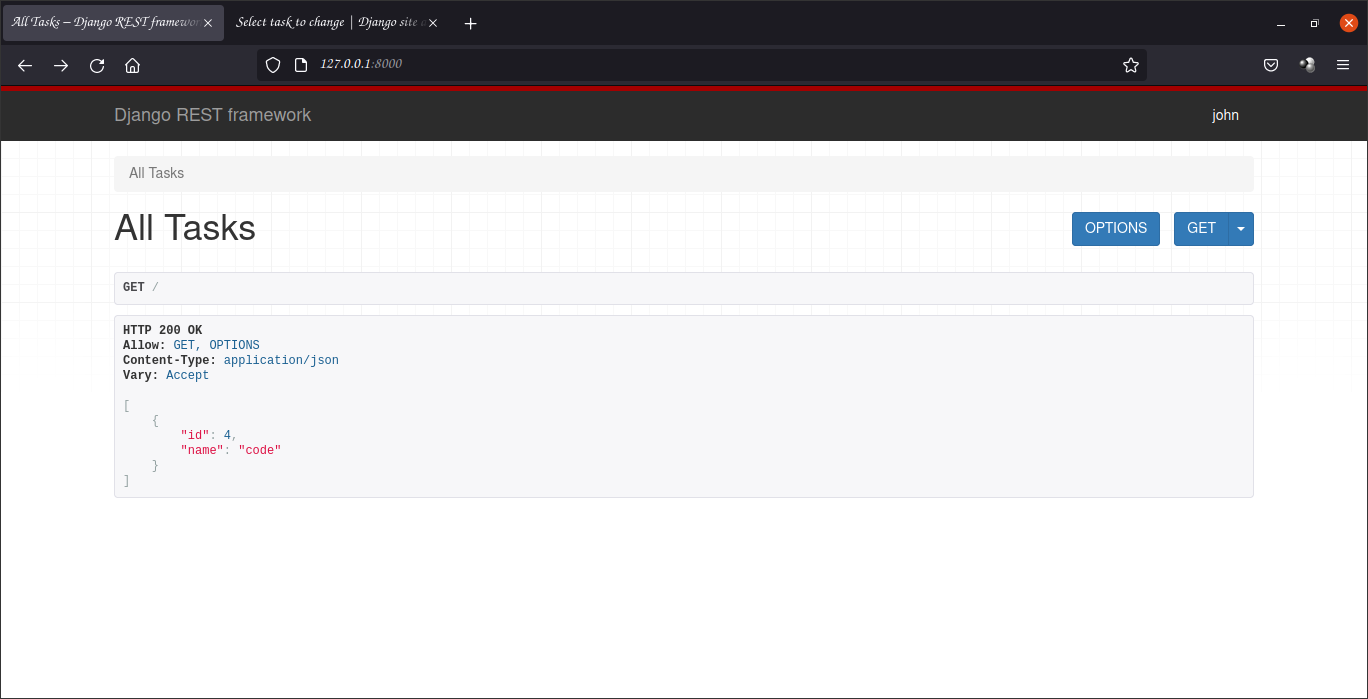 All Tasks – Django REST framewor
Select task to change | Django site
127.0.0.1:8000
Django REST framework
john
All Tasks
All Tasks
OPTIONS
GET
GET /
HTTP 200 OK
Allow: GET, OPTIONS
Content-Type: application/json
Vary: Accept
[
{
"id": 4,
"name": "code"
}
]